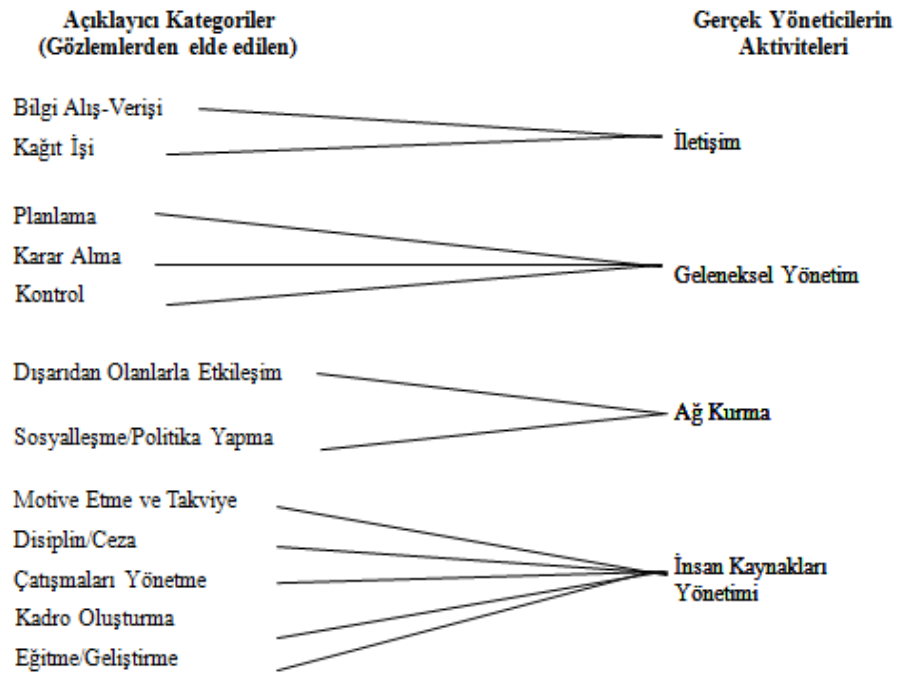 Açıklayıcı Kategoriler
(Gözlemlerden elde edilen)
Gerçek Yöneticilerin
Aktiviteleri
Bilgi Alış-Verişi
Kağıt İşi
İletişim
Planlama
Karar Alma
Kontrol
Geleneksel Yönetim
Dışarıdan Olanlarla Etkileşim
Sosyalleşme/Politika Yapma
Ağ Kurma
Motive Etme ve Takviye
Disiplin/Ceza
Çatışmaları Yönetme
Kadro Oluşturma
Eğitme/Geliştirme
İnsan Kaynakları
Yönetimi